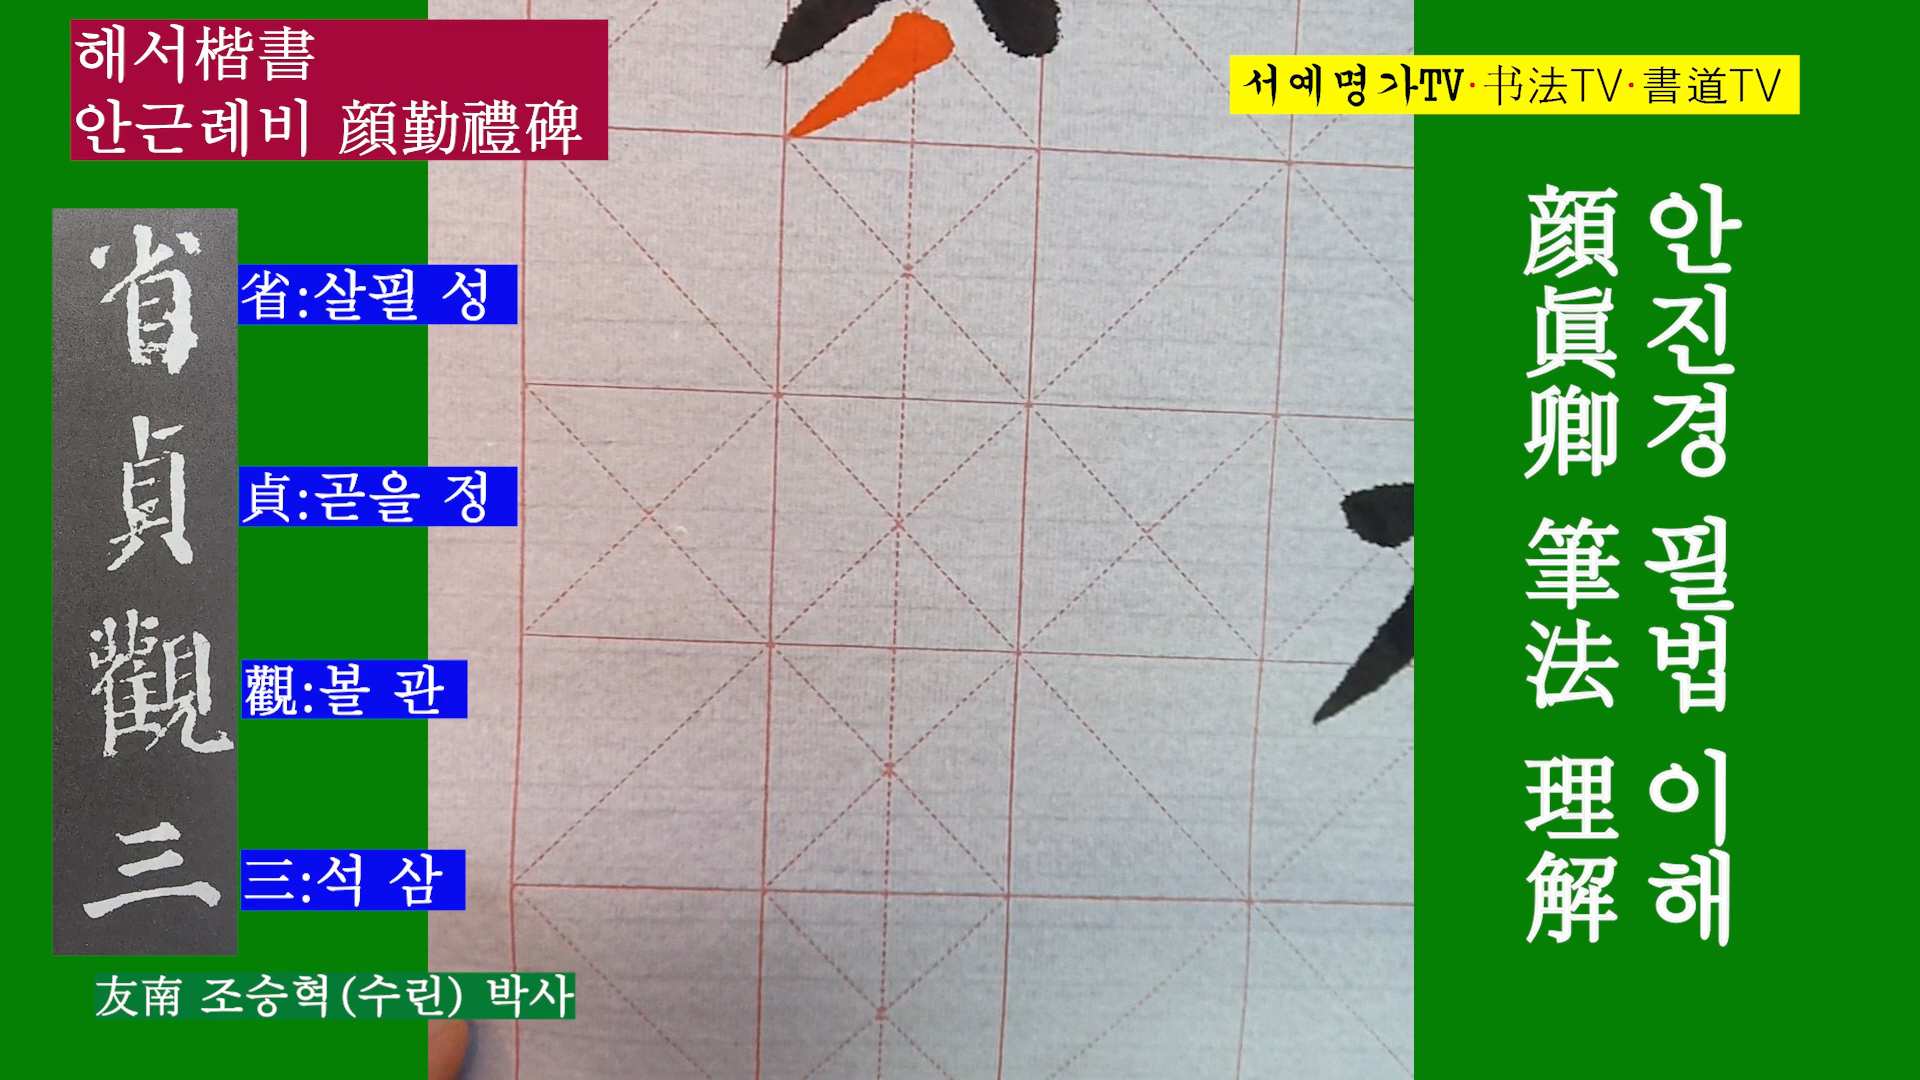 해서楷書
안근례비 顔勤禮碑
서예명가TV·书法TV·書道TV
省
貞
觀
三
省:살필 성
貞:곧을 정
觀:볼 관
三:석 삼
友南 조승혁(수린) 박사
안진경 필법 이해
顔眞卿 筆法 理解